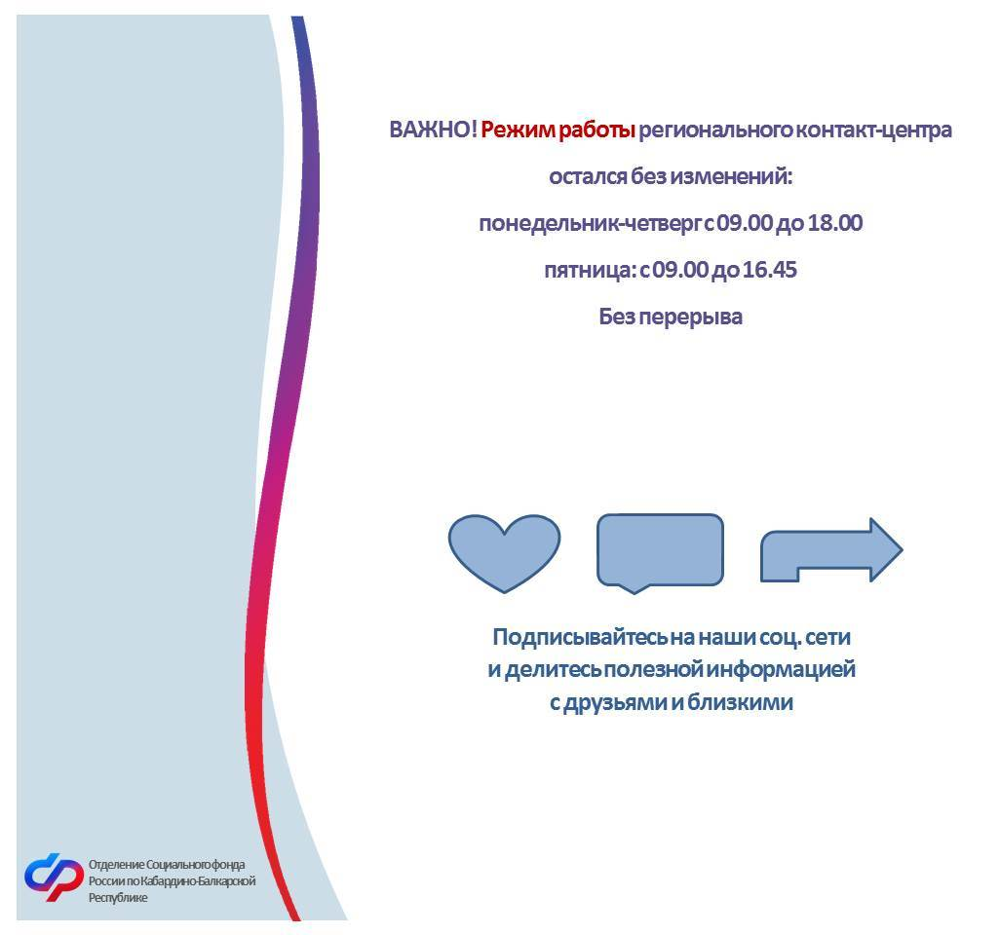 ВАЖНО! Режим работы регионального контакт-центра
остался без изменений:
понедельник-четверг с 09.00 до 18.00
пятница: с 09.00 до 16.45
Без перерыва
Подписывайтесь на наши соц. сети
и делитесь полезной информацией
с друзьями и близкими
Отделение Социального фонда
России по Кабардино-Балкарской
Республике